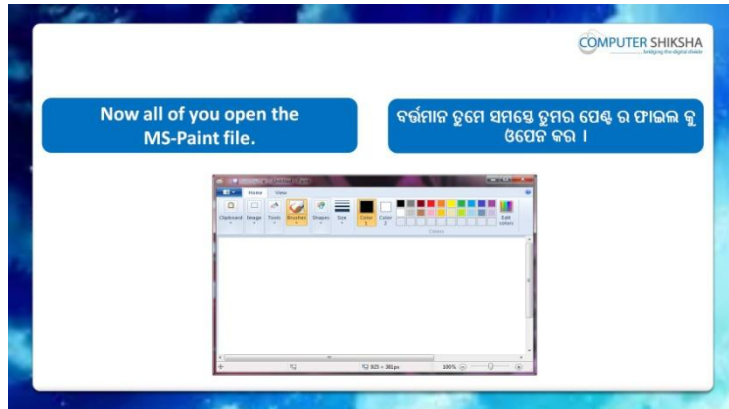 COMPUTER SHIKSHA
bridging the digital divide
Now all of you open the
MS-Paint file.
ବର୍ତ୍ତମାନ ତୁମେ ସମସ୍ତେ ତୁମର ପେଣ୍ଟ ର ଫାଇଲ କୁ
ଓପେନ କର ।
Untitled - Paint
Home View
Clipboard Image Tools Brushes Shapes Size Color 1 Color 2 Edit colors
Colors
100%